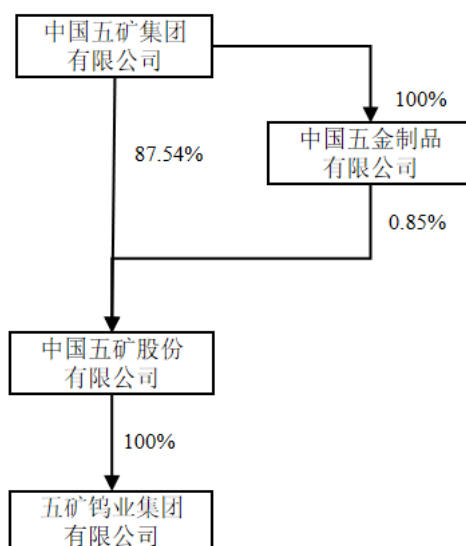 中国五矿集团
有限公司
100%
87.54%
中国五金制品
有限公司
0.85%
中国五矿股份
有限公司
100%
五矿钨业集团
有限公司